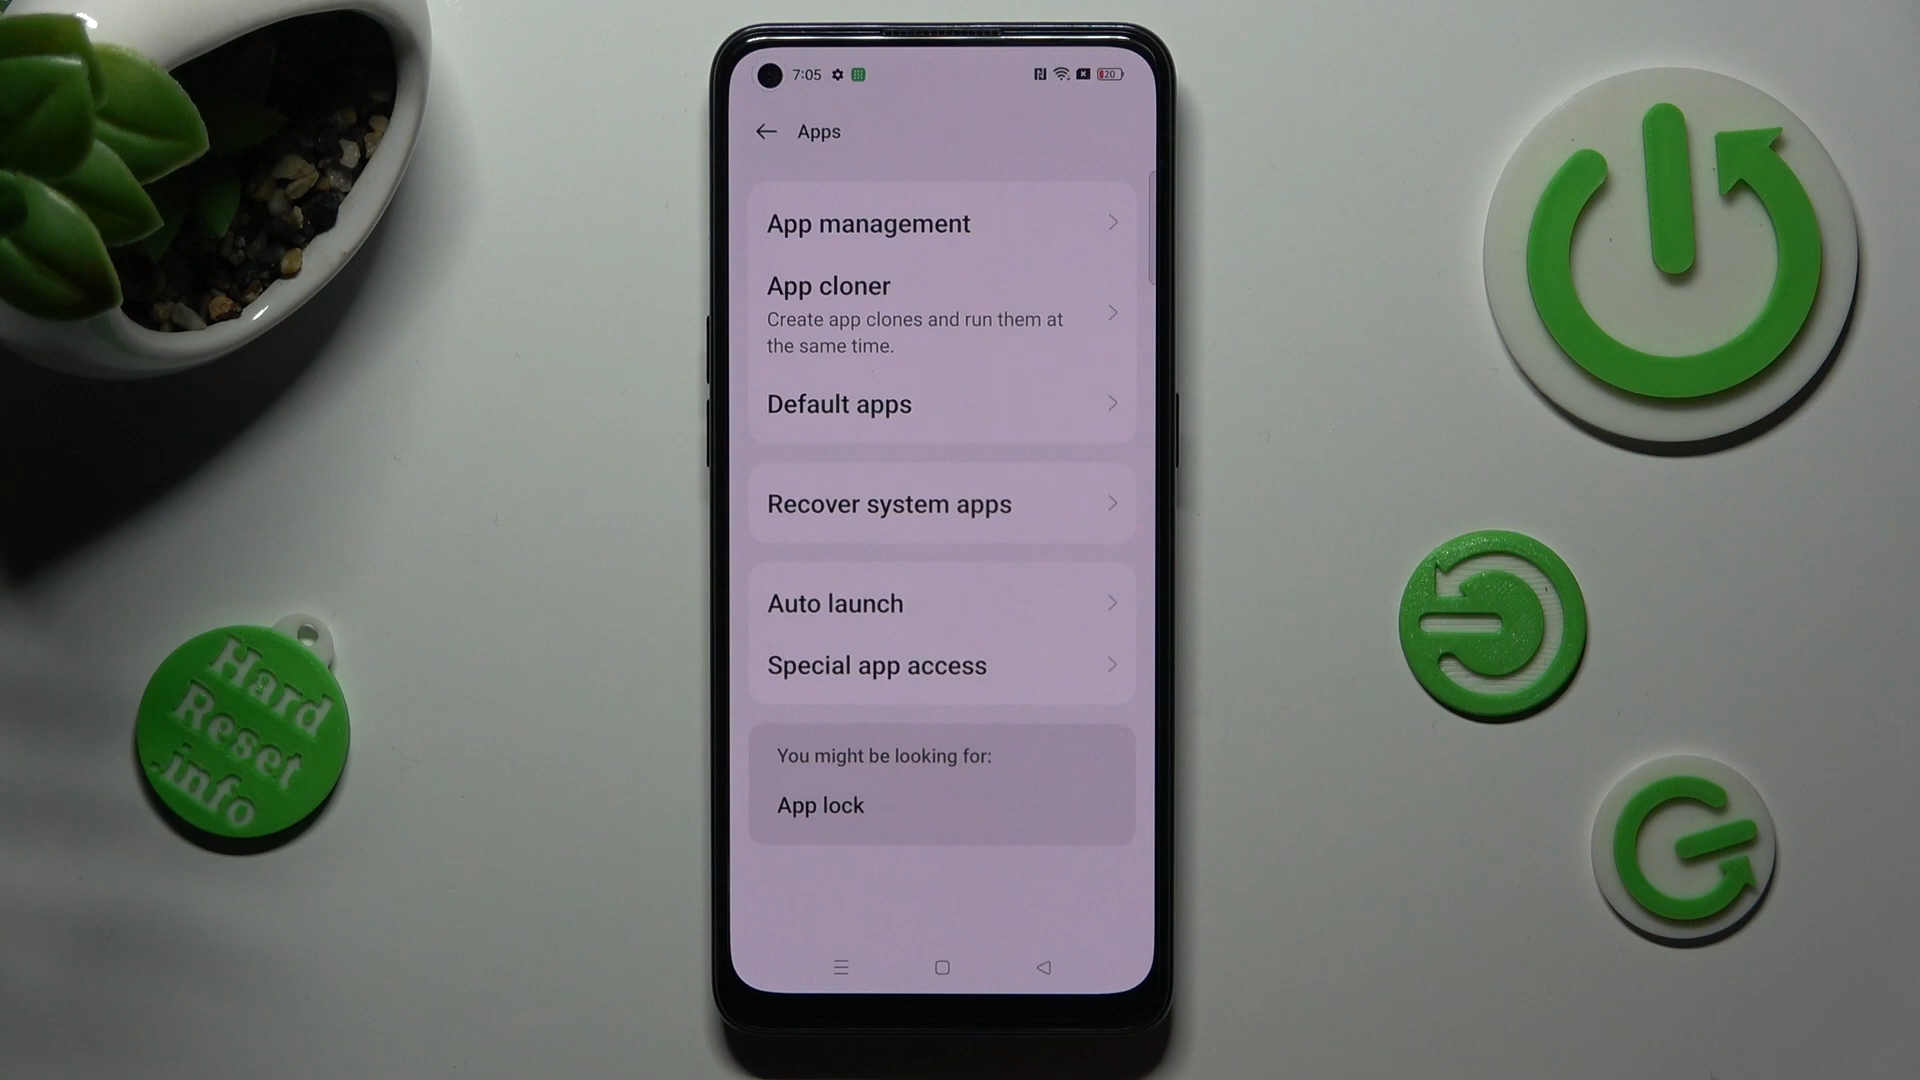 7:05
20
Apps
App management
App cloner
Create app clones and run them at
the same time.
Default apps
Recover system apps
Auto launch
Special app access
You might be looking for:
App lock
Hard
Reset
.info